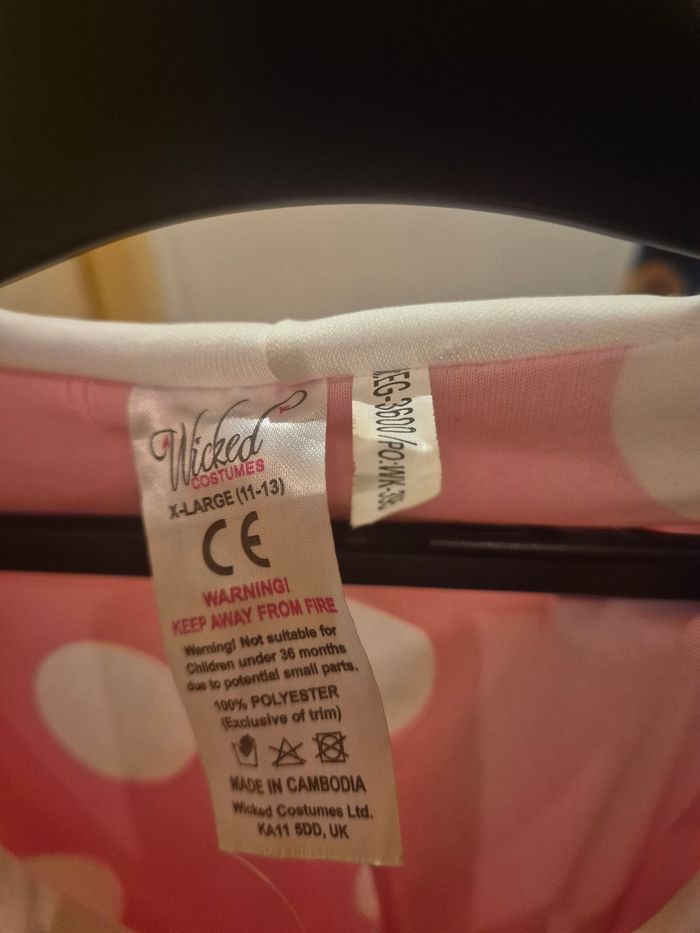 Wicked
COSTUMES
X-LARGE (11-13)
CE
WARNING!
KEEP AWAY FROM FIRE
Warning! Not suitable for
Children under 36 months
due to potential small parts.
100% POLYESTER
(Exclusive of trim)
MADE IN CAMBODIA
Wicked Costumes Ltd.
KA11 5DD, UK